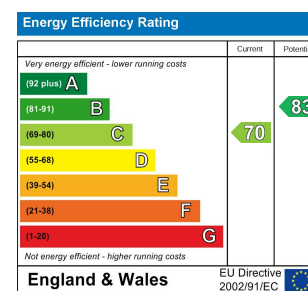 Energy Efficiency Rating
Current Potenti
Very energy efficient - lower running costs
(92 plus) A
(81-91) B 83
(69-80) C 70
(55-68) D
(39-54) E
(21-38) F
(1-20) G
Not energy efficient - higher running costs
England & Wales
EU Directive
2002/91/EC